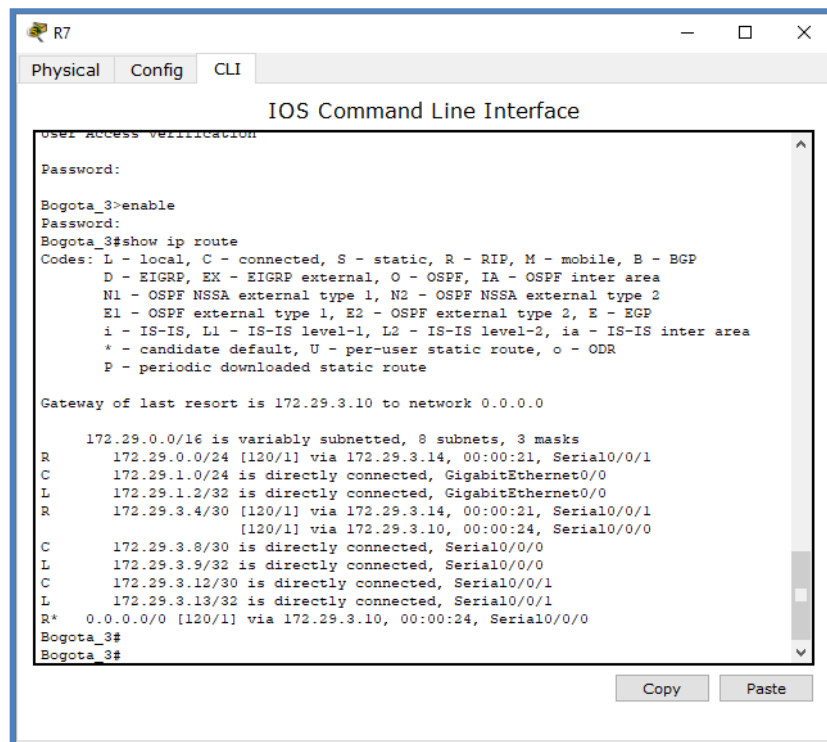 R7
Physical Config CLI
IOS Command Line Interface
User Access Verification
Password:
Bogota_3>enable
Password:
Bogota_3#show ip route
Codes: L - local, C - connected, S - static, R - RIP, M - mobile, B - BGP
D - EIGRP, EX - EIGRP external, O - OSPF, IA - OSPF inter area
N1 - OSPF NSSA external type 1, N2 - OSPF NSSA external type 2
E1 - OSPF external type 1, E2 - OSPF external type 2, E - EGP
i - IS-IS, L1 - IS-IS level-1, L2 - IS-IS level-2, ia - IS-IS inter area
* - candidate default, U - per-user static route, o - ODR
P - periodic downloaded static route
Gateway of last resort is 172.29.3.10 to network 0.0.0.0
172.29.0.0/16 is variably subnetted, 8 subnets, 3 masks
R 172.29.0.0/24 [120/1] via 172.29.3.14, 00:00:21, Serial0/0/1
C 172.29.1.0/24 is directly connected, GigabitEthernet0/0
L 172.29.1.2/32 is directly connected, GigabitEthernet0/0
R 172.29.3.4/30 [120/1] via 172.29.3.14, 00:00:21, Serial0/0/1
[120/1] via 172.29.3.10, 00:00:24, Serial0/0/0
C 172.29.3.8/30 is directly connected, Serial0/0/0
L 172.29.3.9/32 is directly connected, Serial0/0/0
C 172.29.3.12/30 is directly connected, Serial0/0/1
L 172.29.3.13/32 is directly connected, Serial0/0/1
R* 0.0.0.0/0 [120/1] via 172.29.3.10, 00:00:24, Serial0/0/0
Bogota_3#
Bogota_3#
Copy Paste